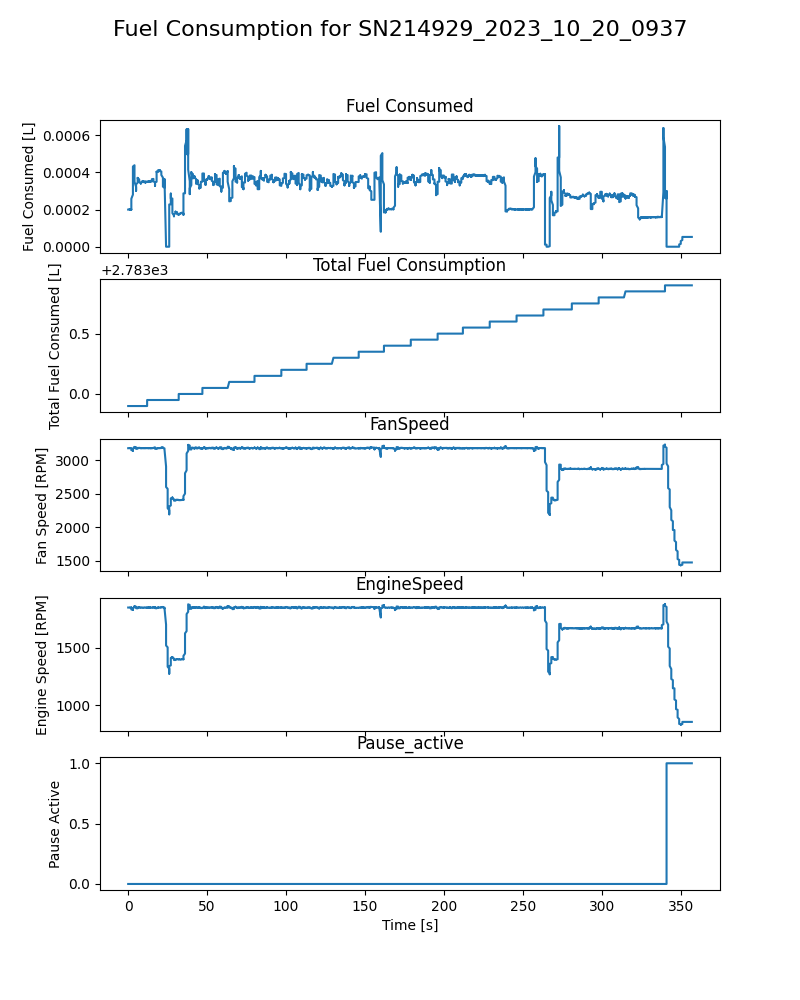 Fuel Consumption for SN214929_2023_10_20_0937
Fuel Consumed
Fuel Consumed [L]
0.0006
0.0004
0.0002
0.0000
Total Fuel Consumption
+2.783e3
Total Fuel Consumed [L]
0.5
0.0
FanSpeed
Fan Speed [RPM]
3000
2500
2000
1500
EngineSpeed
Engine Speed [RPM]
1500
1000
Pause_active
Pause Active
1.0
0.5
0.0
0 50 100 150 200 250 300 350
Time [s]